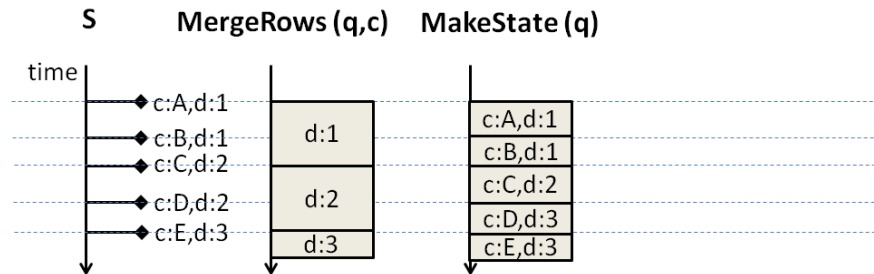 S MergeRows (q,c) MakeState (q)
time
c:A,d:1
c:B,d:1
c:C,d:2
c:D,d:2
c:E,d:3
d:1
d:2
d:3
c:A,d:1
c:B,d:1
c:C,d:2
c:D,d:3
c:E,d:3